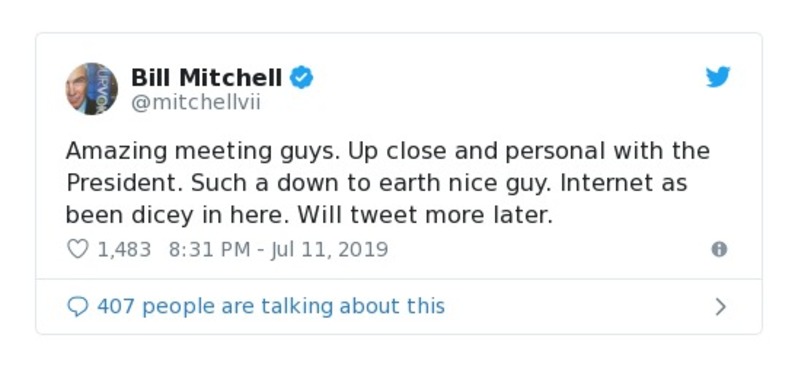 Bill Mitchell
@mitchellvii
Amazing meeting guys. Up close and personal with the
President. Such a down to earth nice guy. Internet as
been dicey in here. Will tweet more later.
1,483 8:31 PM - Jul 11, 2019
407 people are talking about this